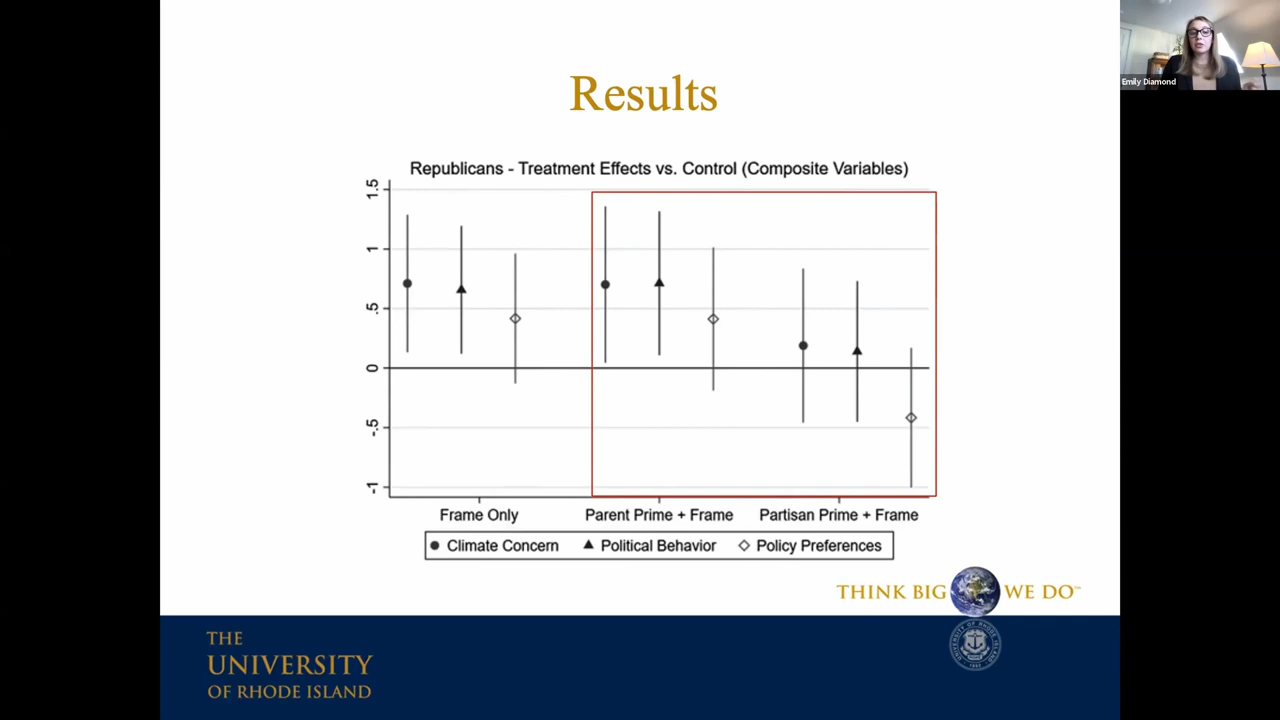 Results
Emily Diamond
Republicans - Treatment Effects vs. Control (Composite Variables)
1.5
1
.5
0
-.5
-1
Frame Only
Parent Prime + Frame
Partisan Prime + Frame
Climate Concern
Political Behavior
Policy Preferences
THINK BIG WE DO™
THE
UNIVERSITY
OF RHODE ISLAND